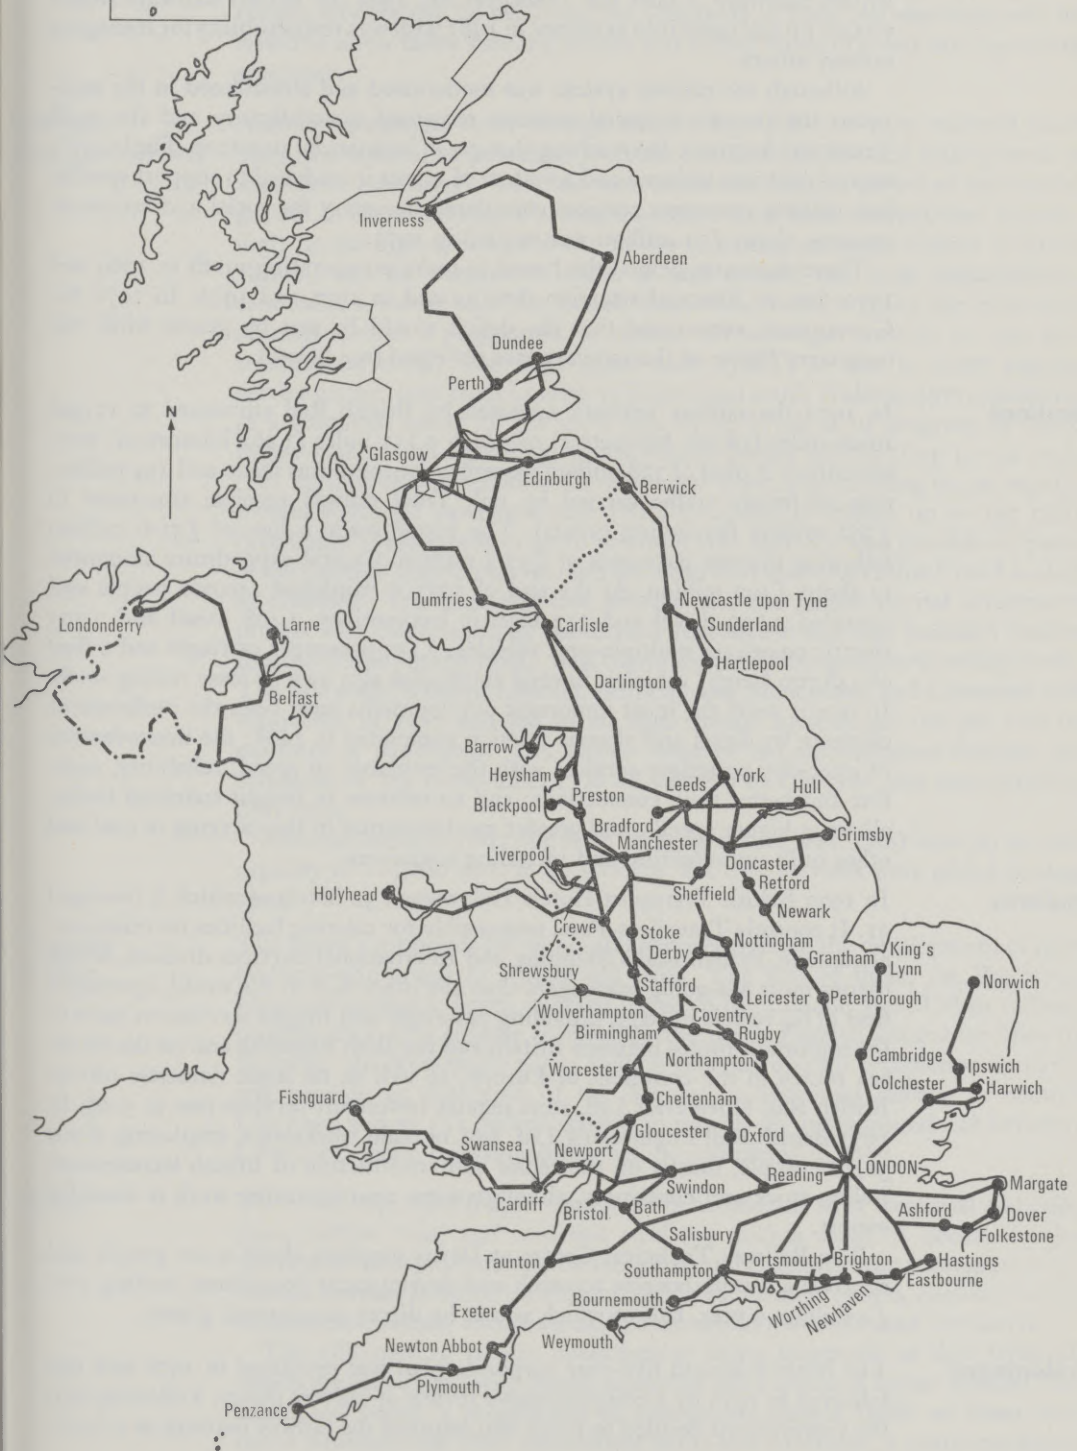 Inverness
Aberdeen
Dundee
Perth
N
Glasgow
Edinburgh
Berwick
Dumfries
Newcastle upon Tyne
Londonderry
Larne
Carlisle
Sunderland
Hartlepool
Darlington
Belfast
Barrow
Heysham
Leeds
York
Hull
Blackpool
Preston
Bradford
Grimsby
Manchester
Liverpool
Doncaster
Holyhead
Sheffield
Retford
Newark
Crewe
Stoke
Nottingham
King's
Lynn
Derby
Grantham
Shrewsbury
Norwich
Stafford
Leicester
Peterborough
Wolverhampton
Coventry
Birmingham
Rugby
Northampton
Cambridge
Worcester
Ipswich
Colchester
Harwich
Fishguard
Cheltenham
Gloucester
Oxford
Swansea
Newport
Reading
LONDON
Swindon
Margate
Cardiff
Bristol
Bath
Ashford
Dover
Folkestone
Salisbury
Taunton
Portsmouth
Brighton
Hastings
Southampton
Eastbourne
Bournemouth
Worthing
Newhaven
Exeter
Weymouth
Newton Abbot
Plymouth
Penzance